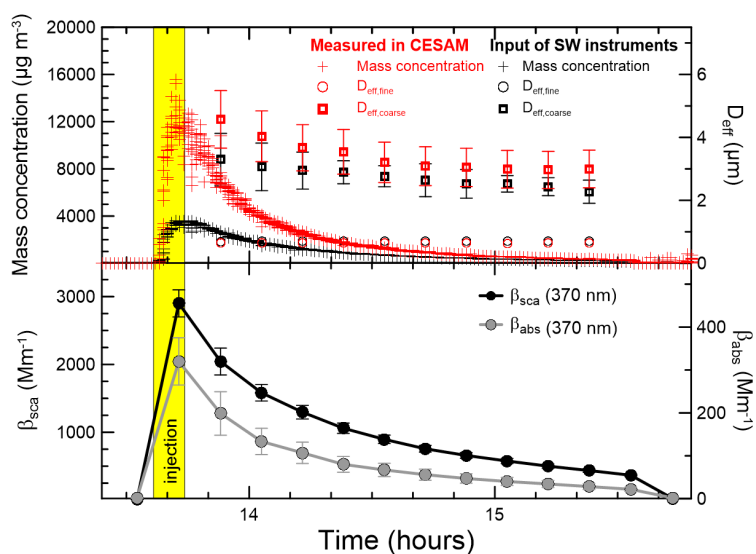 Measured in CESAM
Mass concentration
D_eff,fine
D_eff,coarse
Input of SW instruments
Mass concentration
D_eff,fine
D_eff,coarse
Mass concentration (µg m⁻³)
20000
16000
12000
8000
4000
0
D_eff (µm)
6
4
2
0
β_sca (370 nm)
β_abs (370 nm)
β_sca (Mm⁻¹)
3000
2000
1000
β_abs (Mm⁻¹)
400
200
0
injection
14
15
Time (hours)